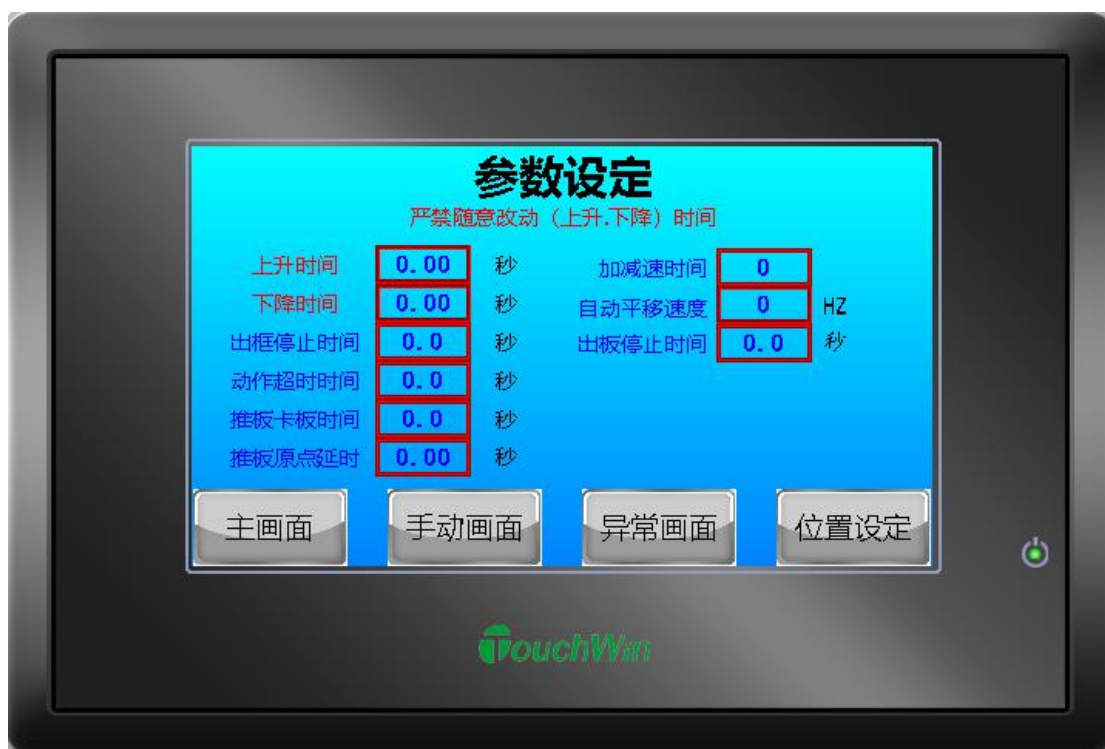 参数设定
严禁随意改动（上升.下降）时间
上升时间 0.00 秒 加减速时间 0
下降时间 0.00 秒 自动平移速度 0 HZ
出框停止时间 0.0 秒 出板停止时间 0.0 秒
动作超时时间 0.0 秒
推板卡板时间 0.0 秒
推板原点延时 0.00 秒
主画面 手动画面 异常画面 位置设定
TouchWin